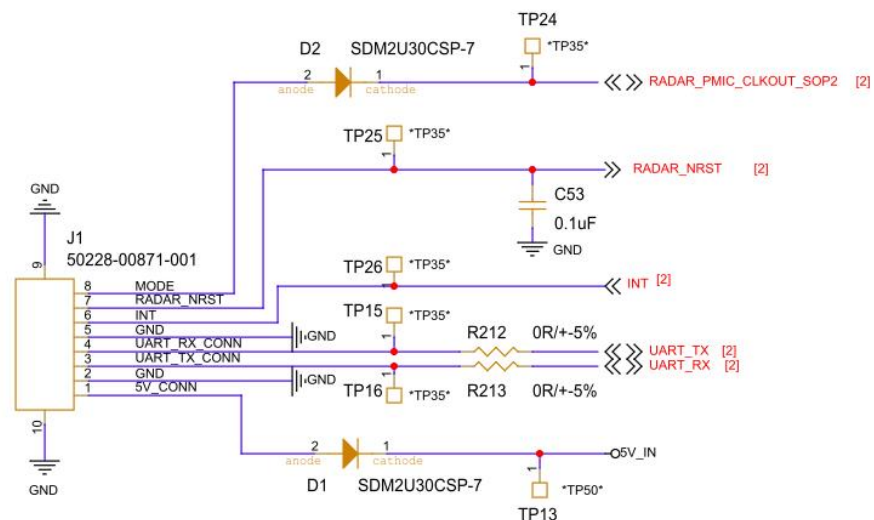 TP24
D2 SDM2U30CSP-7 *TP35*
1
2 1
anode cathode
RADAR_PMIC_CLKOUT_SOP2 [2]
TP25 *TP35*
1
RADAR_NRST [2]
GND
C53
0.1uF
GND
J1
50228-00871-001
9
TP26 *TP35*
1
INT [2]
8 MODE
7 RADAR_NRST
6 INT
5 GND
4 UART_RX_CONN
3 UART_TX_CONN
2 GND
1 5V_CONN
GND
GND
TP15 *TP35*
1
R212 0R/+-5%
UART_TX [2]
UART_RX [2]
1
TP16 *TP35*
R213 0R/+-5%
10
GND
2 1
anode cathode
D1 SDM2U30CSP-7
5V_IN
1
*TP50*
TP13